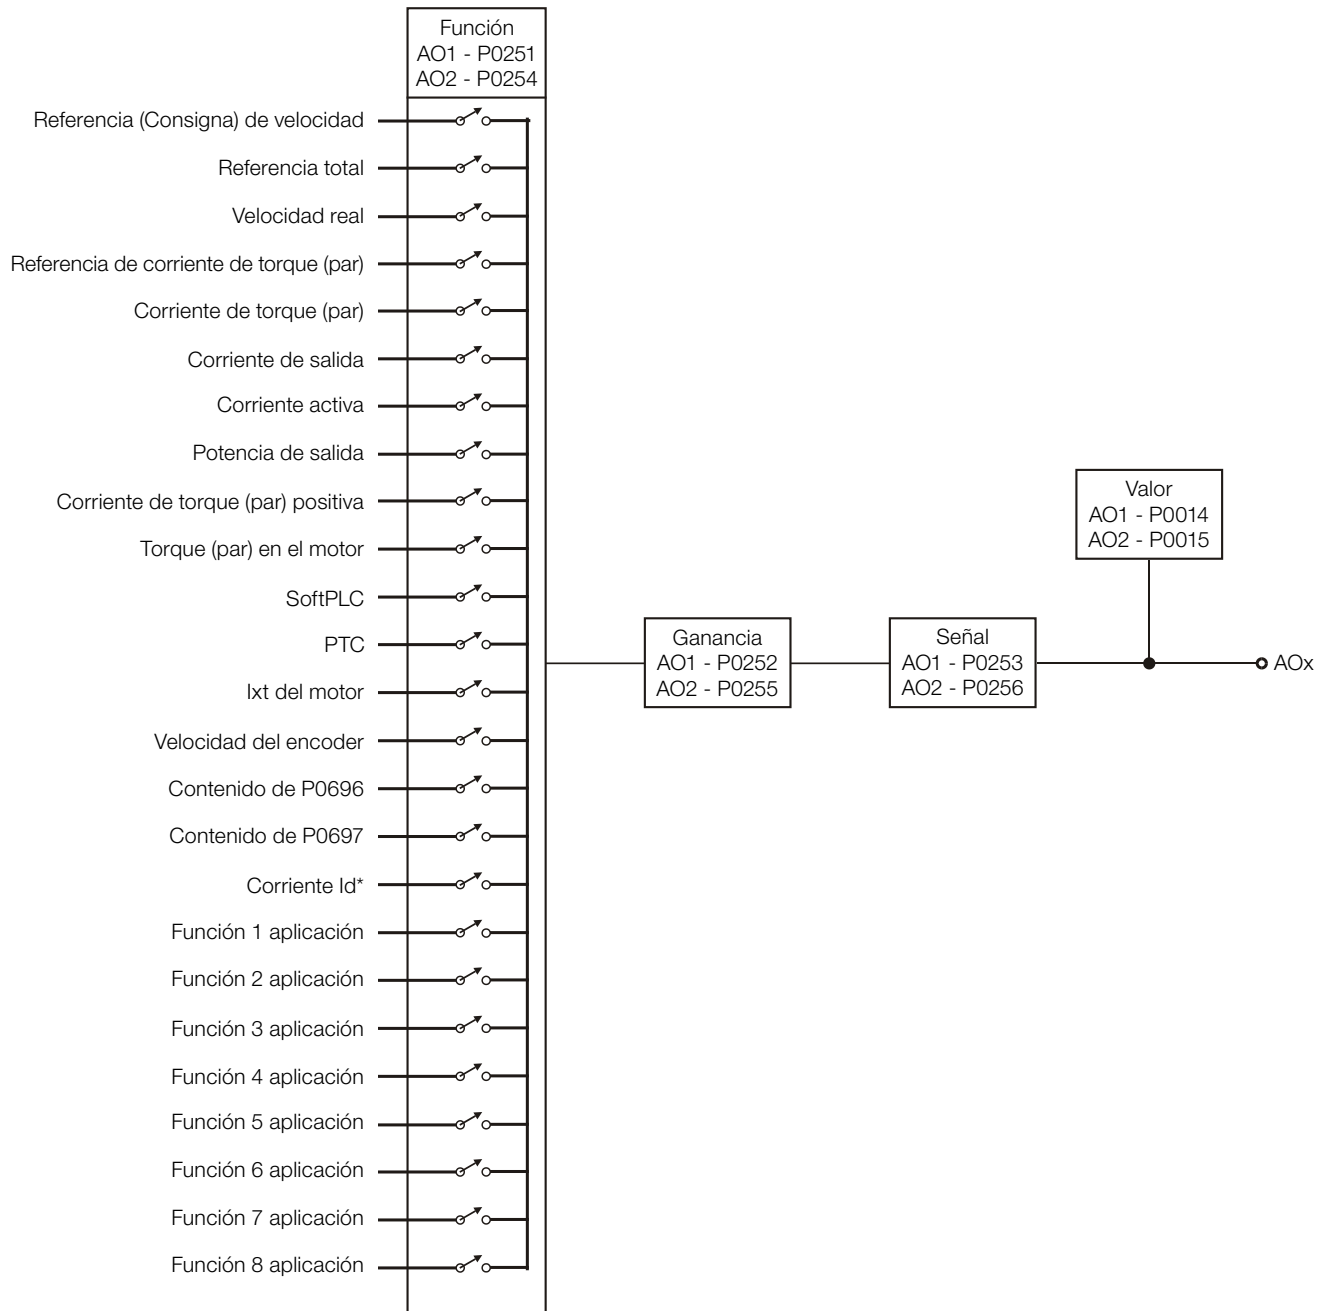 Función
AO1 - P0251
AO2 - P0254
Referencia (Consigna) de velocidad
Referencia total
Velocidad real
Referencia de corriente de torque (par)
Corriente de torque (par)
Corriente de salida
Corriente activa
Potencia de salida
Corriente de torque (par) positiva
Torque (par) en el motor
SoftPLC
PTC
Ixt del motor
Velocidad del encoder
Contenido de P0696
Contenido de P0697
Corriente Id*
Función 1 aplicación
Función 2 aplicación
Función 3 aplicación
Función 4 aplicación
Función 5 aplicación
Función 6 aplicación
Función 7 aplicación
Función 8 aplicación
Ganancia
AO1 - P0252
AO2 - P0255
Señal
AO1 - P0253
AO2 - P0256
Valor
AO1 - P0014
AO2 - P0015
AOx